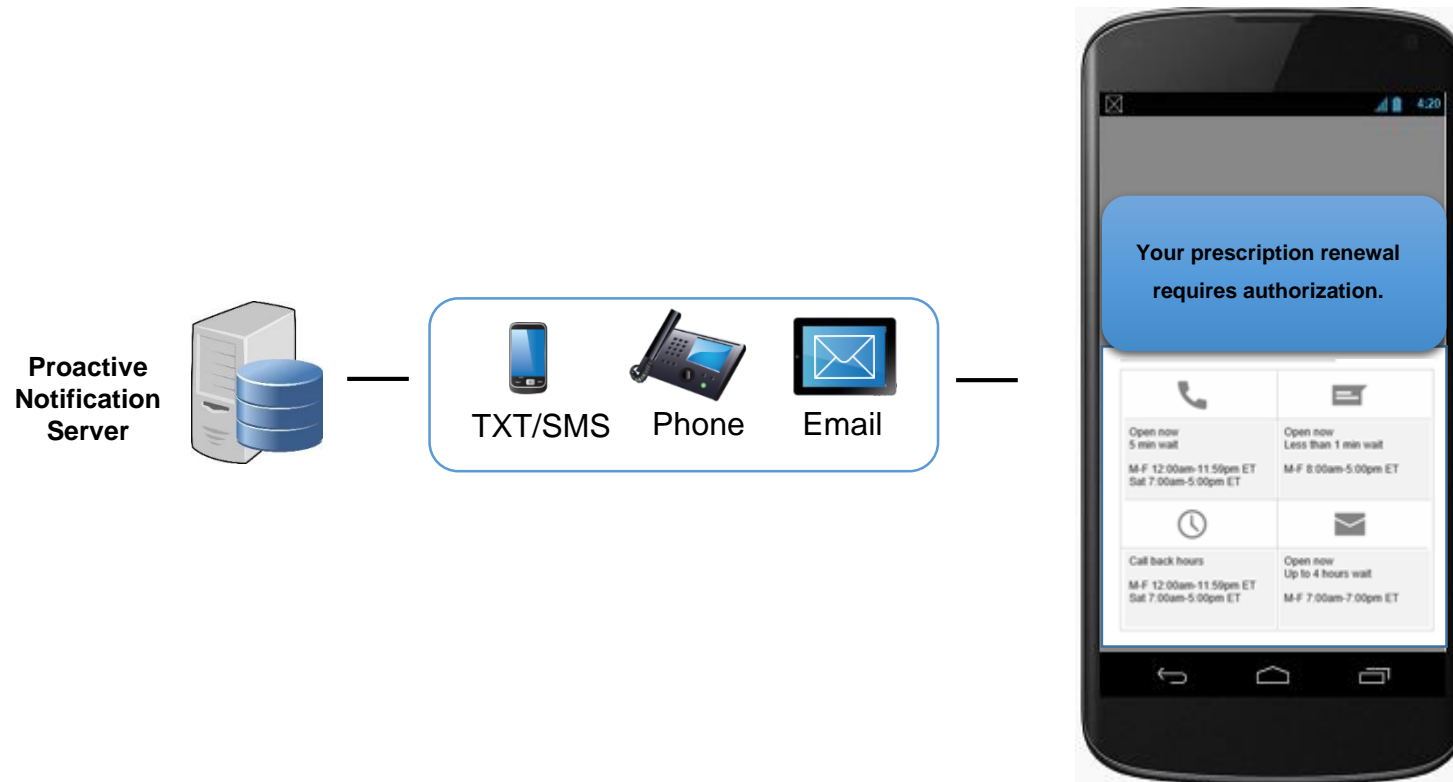 Proactive
Notification
Server
TXT/SMS
Phone
Email
4:20
Your prescription renewal
requires authorization.
Open now
5 min wait
M-F 12:00am-11:59pm ET
Sat 7:00am-5:00pm ET
Open now
Less than 1 min wait
M-F 8:00am-5:00pm ET
Call back hours
M-F 12:00am-11:59pm ET
Sat 7:00am-5:00pm ET
Open now
Up to 4 hours wait
M-F 7:00am-7:00pm ET